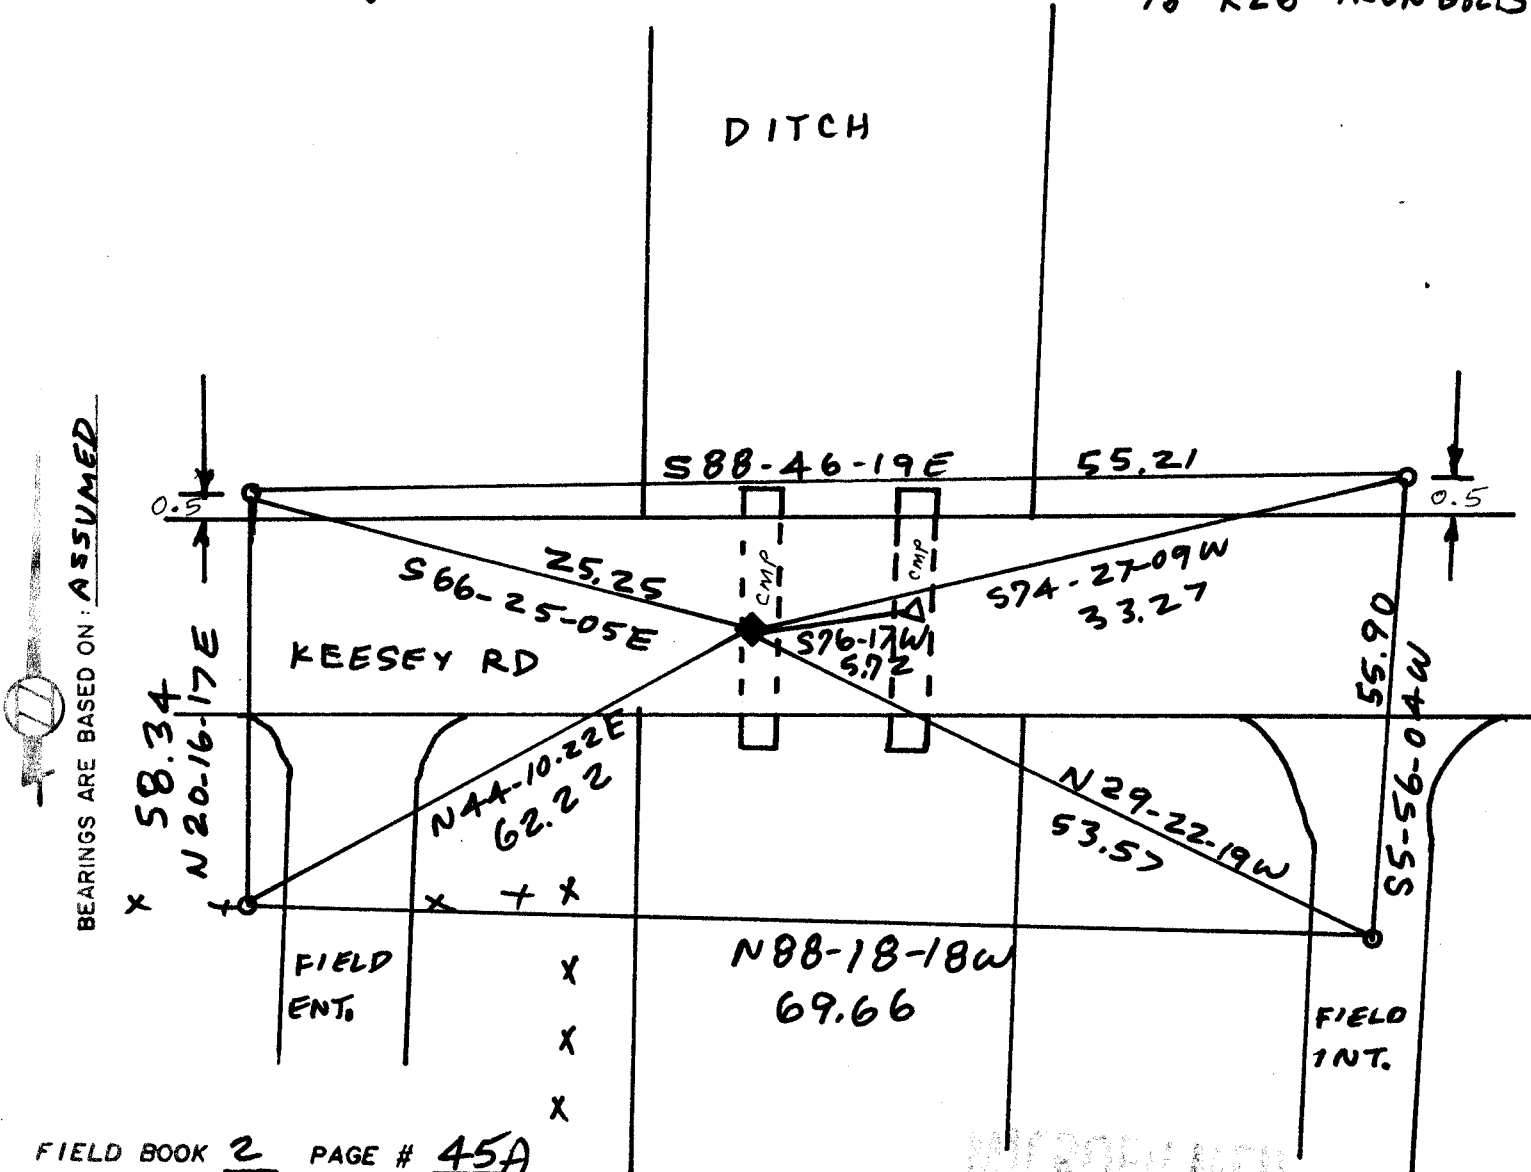 DITCH
S88-46-19E 55.21
0.5
0.5
25.25
S66-25-05E
CMP
CMP
S74-27-09W
33.27
S76-17W
5.72
KEESEY RD
BEARINGS ARE BASED ON: ASSUMED
58.34
N20-16-17E
55.90
S5-56-04W
N44-10.22E
62.22
N29-22-19W
53.57
N88-18-18W
69.66
FIELD
ENT.
FIELD
INT.
FIELD BOOK 2 PAGE # 45A